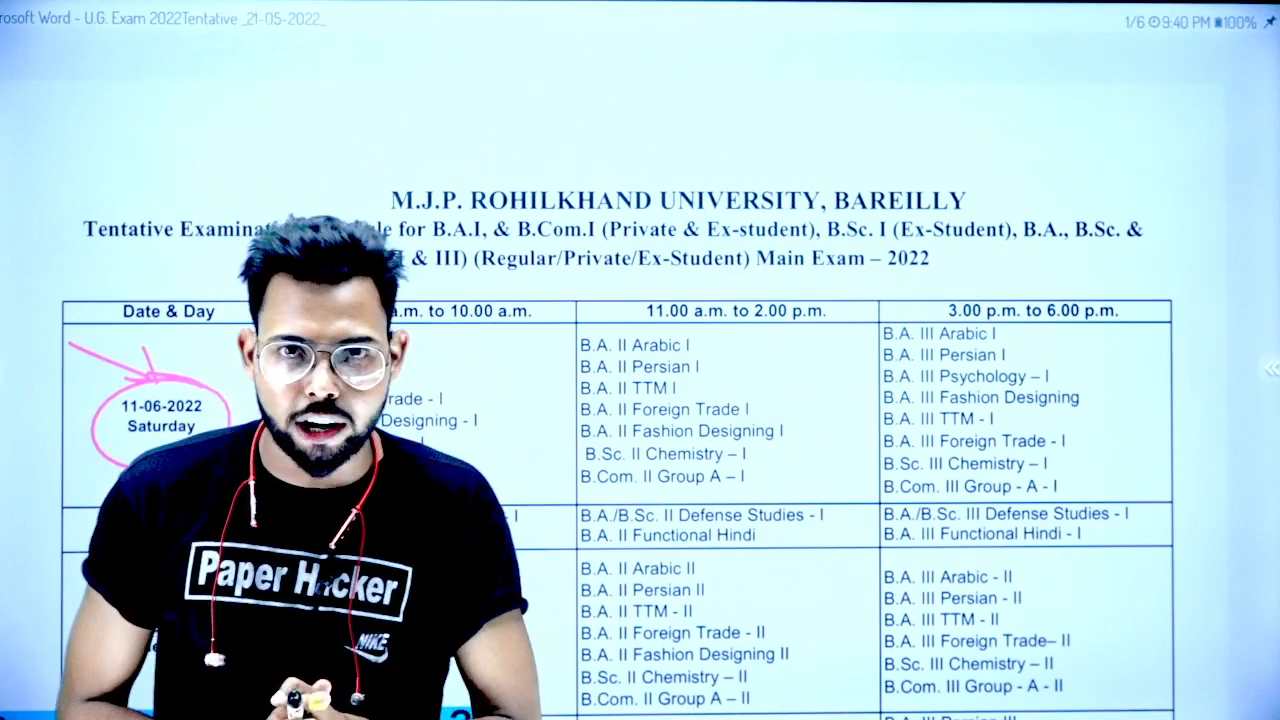 rosoft Word - U.G. Exam 2022Tentative _21-05-2022_
1/6 9:40 PM 100%
M.J.P. ROHILKHAND UNIVERSITY, BAREILLY
Tentative Examina le for B.A.I, & B.Com.I (Private & Ex-student), B.Sc. I (Ex-Student), B.A., B.Sc. &
& III) (Regular/Private/Ex-Student) Main Exam – 2022
Date & Day
a.m. to 10.00 a.m.
11.00 a.m. to 2.00 p.m.
3.00 p.m. to 6.00 p.m.
11-06-2022
Saturday
rade - I
Designing - I
I
B.A. II Arabic I
B.A. II Persian I
B.A. II TTM I
B.A. II Foreign Trade I
B.A. II Fashion Designing I
B.Sc. II Chemistry – I
B.Com. II Group A – I
B.A. III Arabic I
B.A. III Persian I
B.A. III Psychology – I
B.A. III Fashion Designing
B.A. III TTM - I
B.A. III Foreign Trade - I
B.Sc. III Chemistry – I
B.Com. III Group - A - I
- I
B.A./B.Sc. II Defense Studies - I
B.A. II Functional Hindi
B.A./B.Sc. III Defense Studies - I
B.A. III Functional Hindi - I
B.A. II Arabic II
B.A. II Persian II
B.A. II TTM - II
B.A. II Foreign Trade - II
B.A. II Fashion Designing II
B.Sc. II Chemistry – II
B.Com. II Group A – II
B.A. III Arabic - II
B.A. III Persian - II
B.A. III TTM - II
B.A. III Foreign Trade– II
B.Sc. III Chemistry – II
B.Com. III Group - A - II
Paper Hacker
NIKE